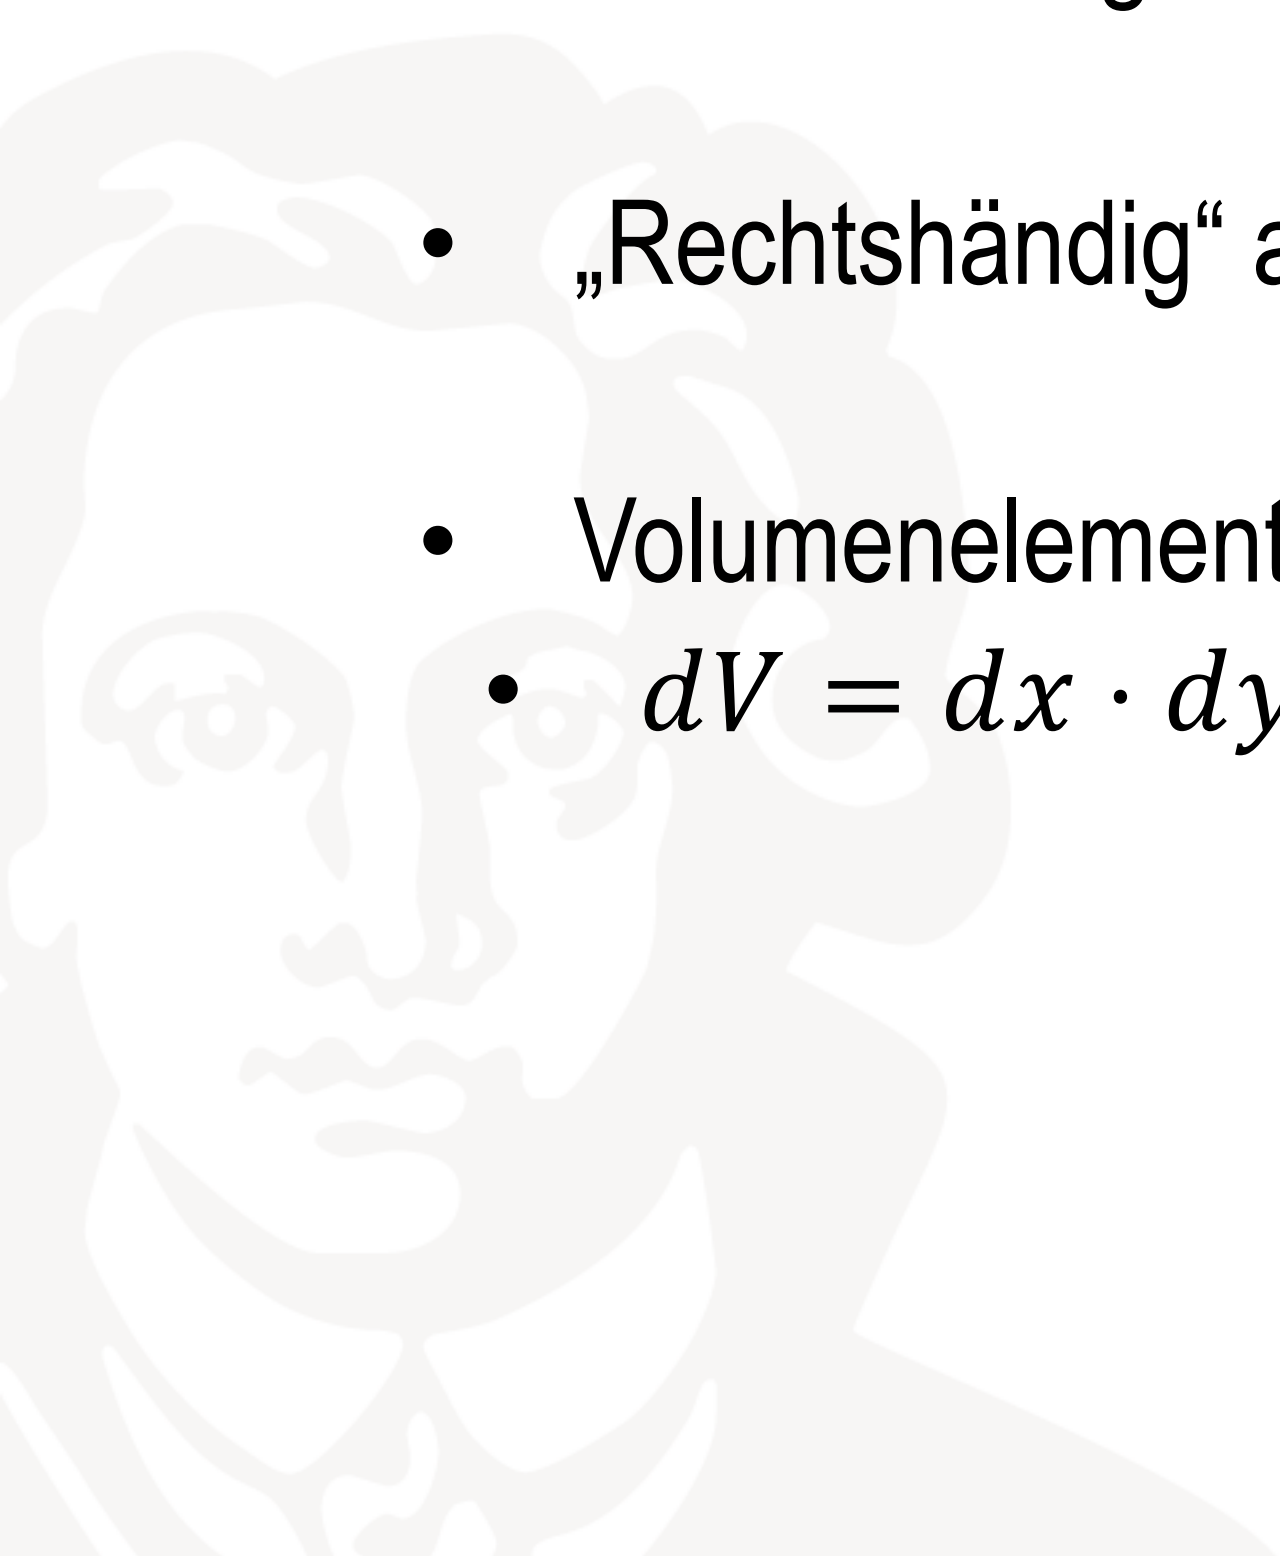 • „Rechtshändig“
• Volumenelement
• dV = dx · dy